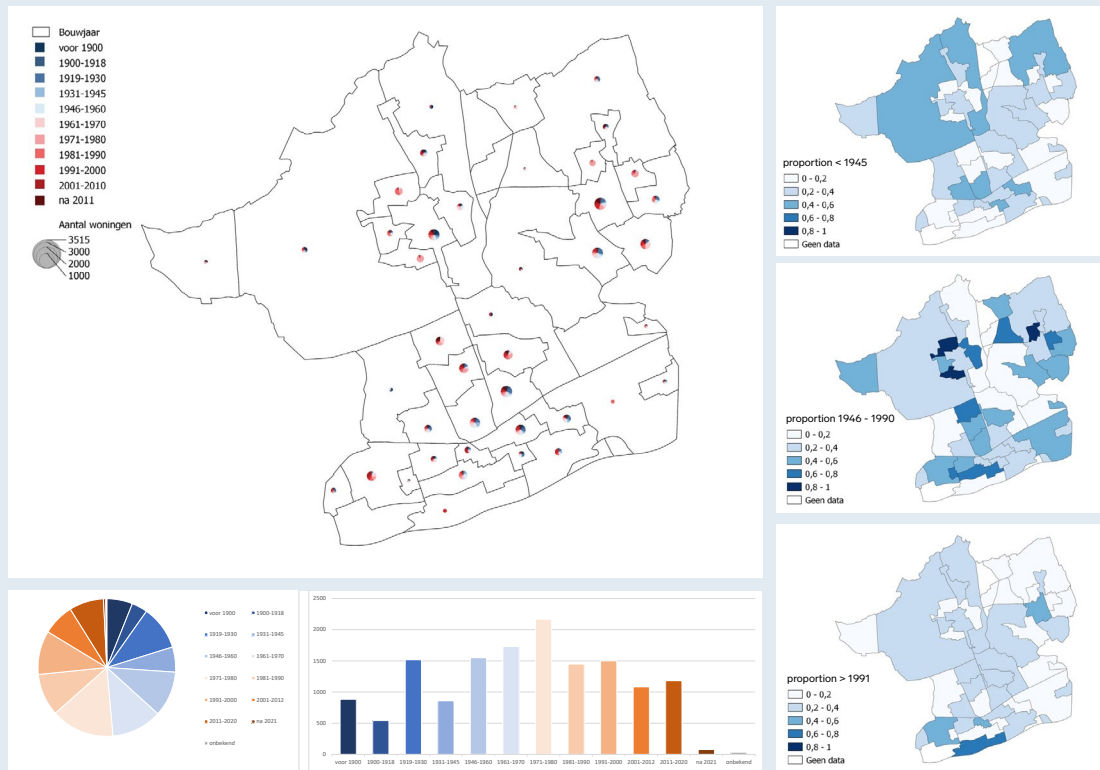 Bouwjaar
voor 1900
1900-1918
1919-1930
1931-1945
1946-1960
1961-1970
1971-1980
1981-1990
1991-2000
2001-2010
na 2011
Aantal woningen
3515
3000
2000
1000
proportion < 1945
0 - 0,2
0,2 - 0,4
0,4 - 0,6
0,6 - 0,8
0,8 - 1
Geen data
proportion 1946 - 1990
0 - 0,2
0,2 - 0,4
0,4 - 0,6
0,6 - 0,8
0,8 - 1
Geen data
proportion > 1991
0 - 0,2
0,2 - 0,4
0,4 - 0,6
0,6 - 0,8
0,8 - 1
Geen data
voor 1900 1900-1918
1919-1930 1931-1945
1946-1960 1961-1970
1971-1980 1981-1990
1991-2000 2001-2012
2011-2020 na 2021
onbekend
2500
2000
1500
1000
500
0
voor 1900 1900-1918 1919-1930 1931-1945 1946-1960 1961-1970 1971-1980 1981-1990 1991-2000 2001-2012 2011-2020 na 2021 onbekend